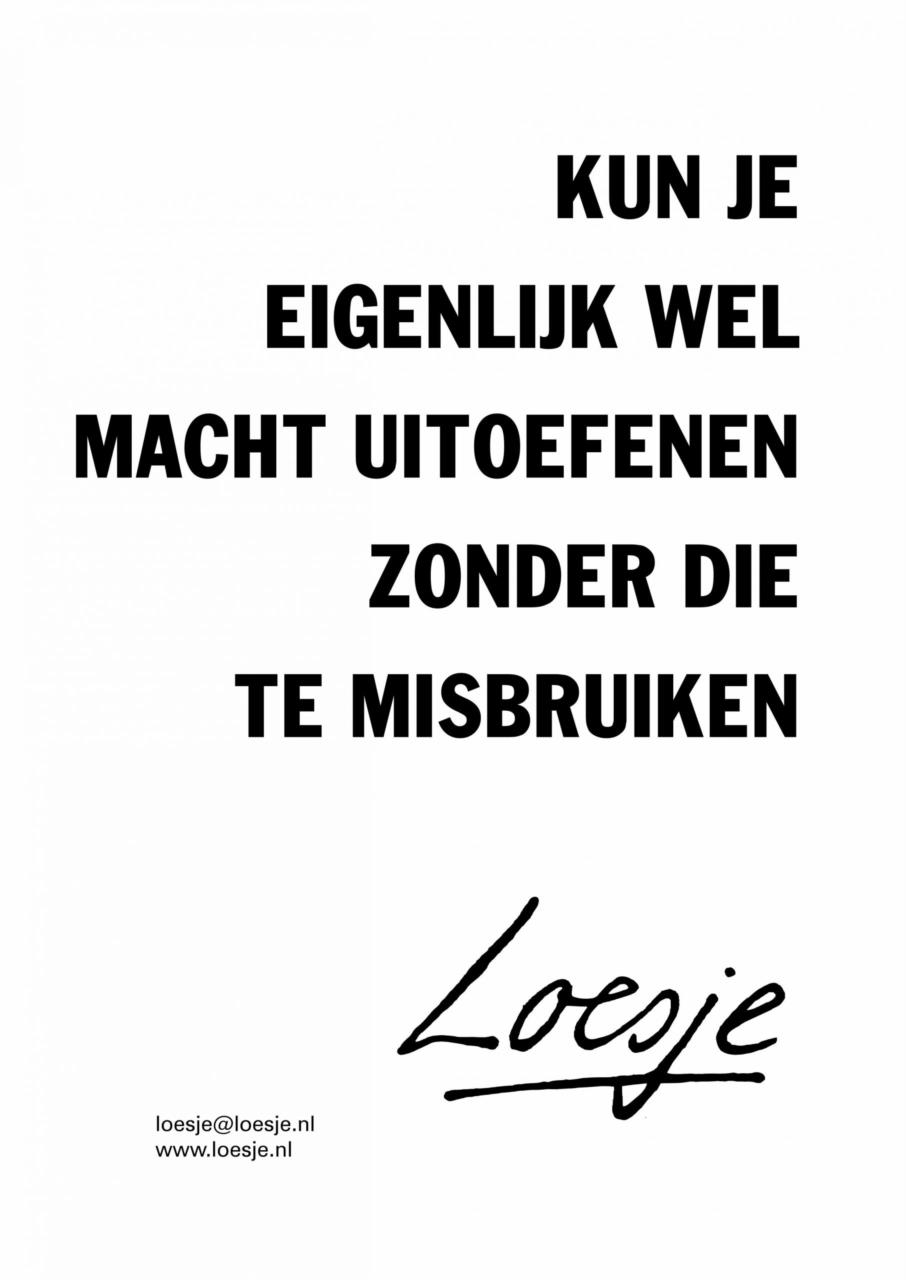 KUN JE
EIGENLIJK WEL
MACHT UITOEFENEN
ZONDER DIE
TE MISBRUIKEN
Loesje
loesje@loesje.nl
www.loesje.nl